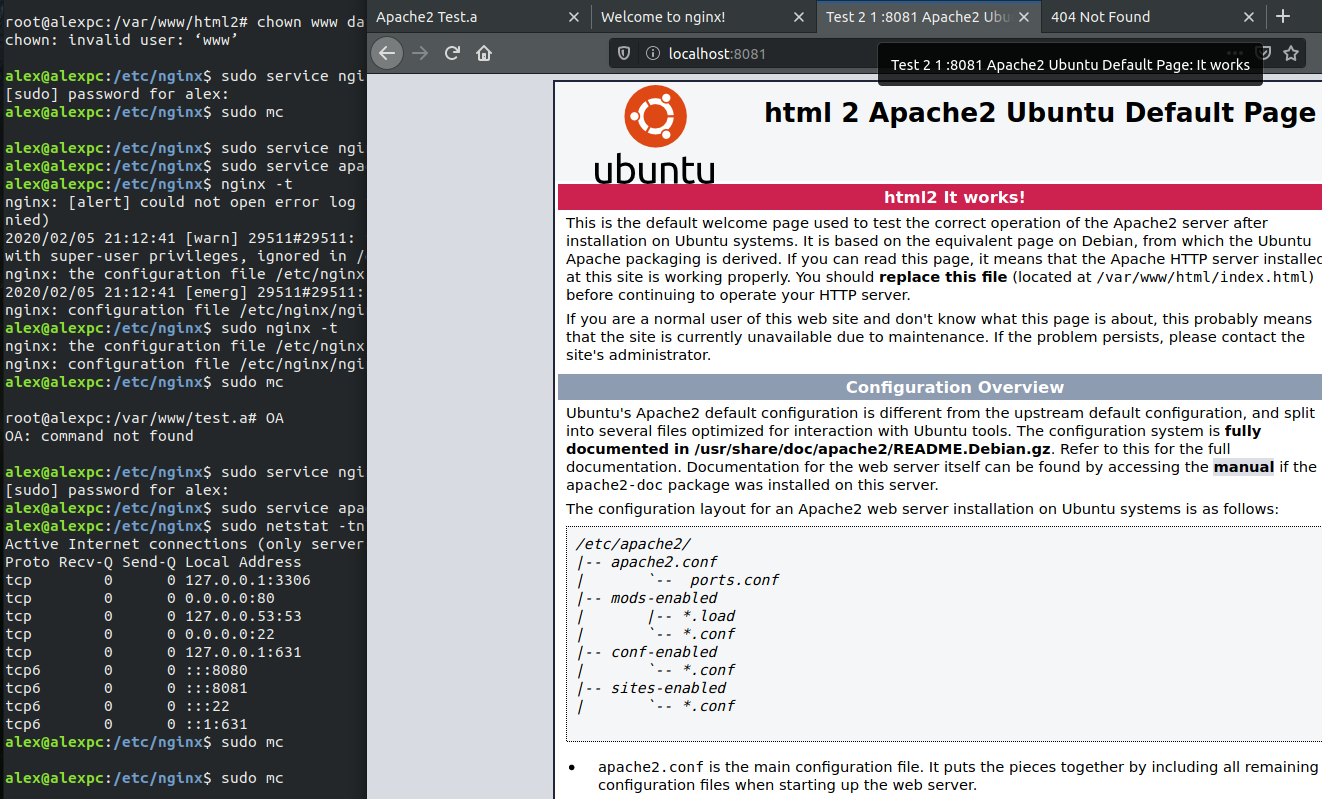 root@alexpc:/var/www/html2# chown www da
chown: invalid user: ‘www’
alex@alexpc:/etc/nginx$ sudo service ngi
[sudo] password for alex:
alex@alexpc:/etc/nginx$ sudo mc
alex@alexpc:/etc/nginx$ sudo service ngi
alex@alexpc:/etc/nginx$ sudo service apa
alex@alexpc:/etc/nginx$ nginx -t
nginx: [alert] could not open error log
nied)
2020/02/05 21:12:41 [warn] 29511#29511:
with super-user privileges, ignored in /
nginx: the configuration file /etc/nginx
2020/02/05 21:12:41 [emerg] 29511#29511:
nginx: configuration file /etc/nginx/ngi
alex@alexpc:/etc/nginx$ sudo nginx -t
nginx: the configuration file /etc/nginx
nginx: configuration file /etc/nginx/ngi
alex@alexpc:/etc/nginx$ sudo mc
root@alexpc:/var/www/test.a# OA
OA: command not found
alex@alexpc:/etc/nginx$ sudo service ngi
[sudo] password for alex:
alex@alexpc:/etc/nginx$ sudo service apa
alex@alexpc:/etc/nginx$ sudo netstat -tn
Active Internet connections (only server
Proto Recv-Q Send-Q Local Address
tcp 0 0 127.0.0.1:3306
tcp 0 0 0.0.0.0:80
tcp 0 0 127.0.0.53:53
tcp 0 0 0.0.0.0:22
tcp 0 0 127.0.0.1:631
tcp6 0 0 :::8080
tcp6 0 0 :::8081
tcp6 0 0 :::22
tcp6 0 0 ::1:631
alex@alexpc:/etc/nginx$ sudo mc
alex@alexpc:/etc/nginx$ sudo mc
Apache2 Test.a
Welcome to nginx!
Test 2 1 :8081 Apache2 Ubu
404 Not Found
localhost:8081
Test 2 1 :8081 Apache2 Ubuntu Default Page: It works
ubuntu
html 2 Apache2 Ubuntu Default Page
html2 It works!
This is the default welcome page used to test the correct operation of the Apache2 server after
installation on Ubuntu systems. It is based on the equivalent page on Debian, from which the Ubuntu
Apache packaging is derived. If you can read this page, it means that the Apache HTTP server installed
at this site is working properly. You should replace this file (located at /var/www/html/index.html)
before continuing to operate your HTTP server.
If you are a normal user of this web site and don't know what this page is about, this probably means
that the site is currently unavailable due to maintenance. If the problem persists, please contact the
site's administrator.
Configuration Overview
Ubuntu's Apache2 default configuration is different from the upstream default configuration, and split
into several files optimized for interaction with Ubuntu tools. The configuration system is fully
documented in /usr/share/doc/apache2/README.Debian.gz. Refer to this for the full
documentation. Documentation for the web server itself can be found by accessing the manual if the
apache2-doc package was installed on this server.
The configuration layout for an Apache2 web server installation on Ubuntu systems is as follows:
/etc/apache2/
|-- apache2.conf
|       `--  ports.conf
|-- mods-enabled
|       |-- *.load
|       `-- *.conf
|-- conf-enabled
|       `-- *.conf
|-- sites-enabled
|       `-- *.conf
• apache2.conf is the main configuration file. It puts the pieces together by including all remaining
configuration files when starting up the web server.